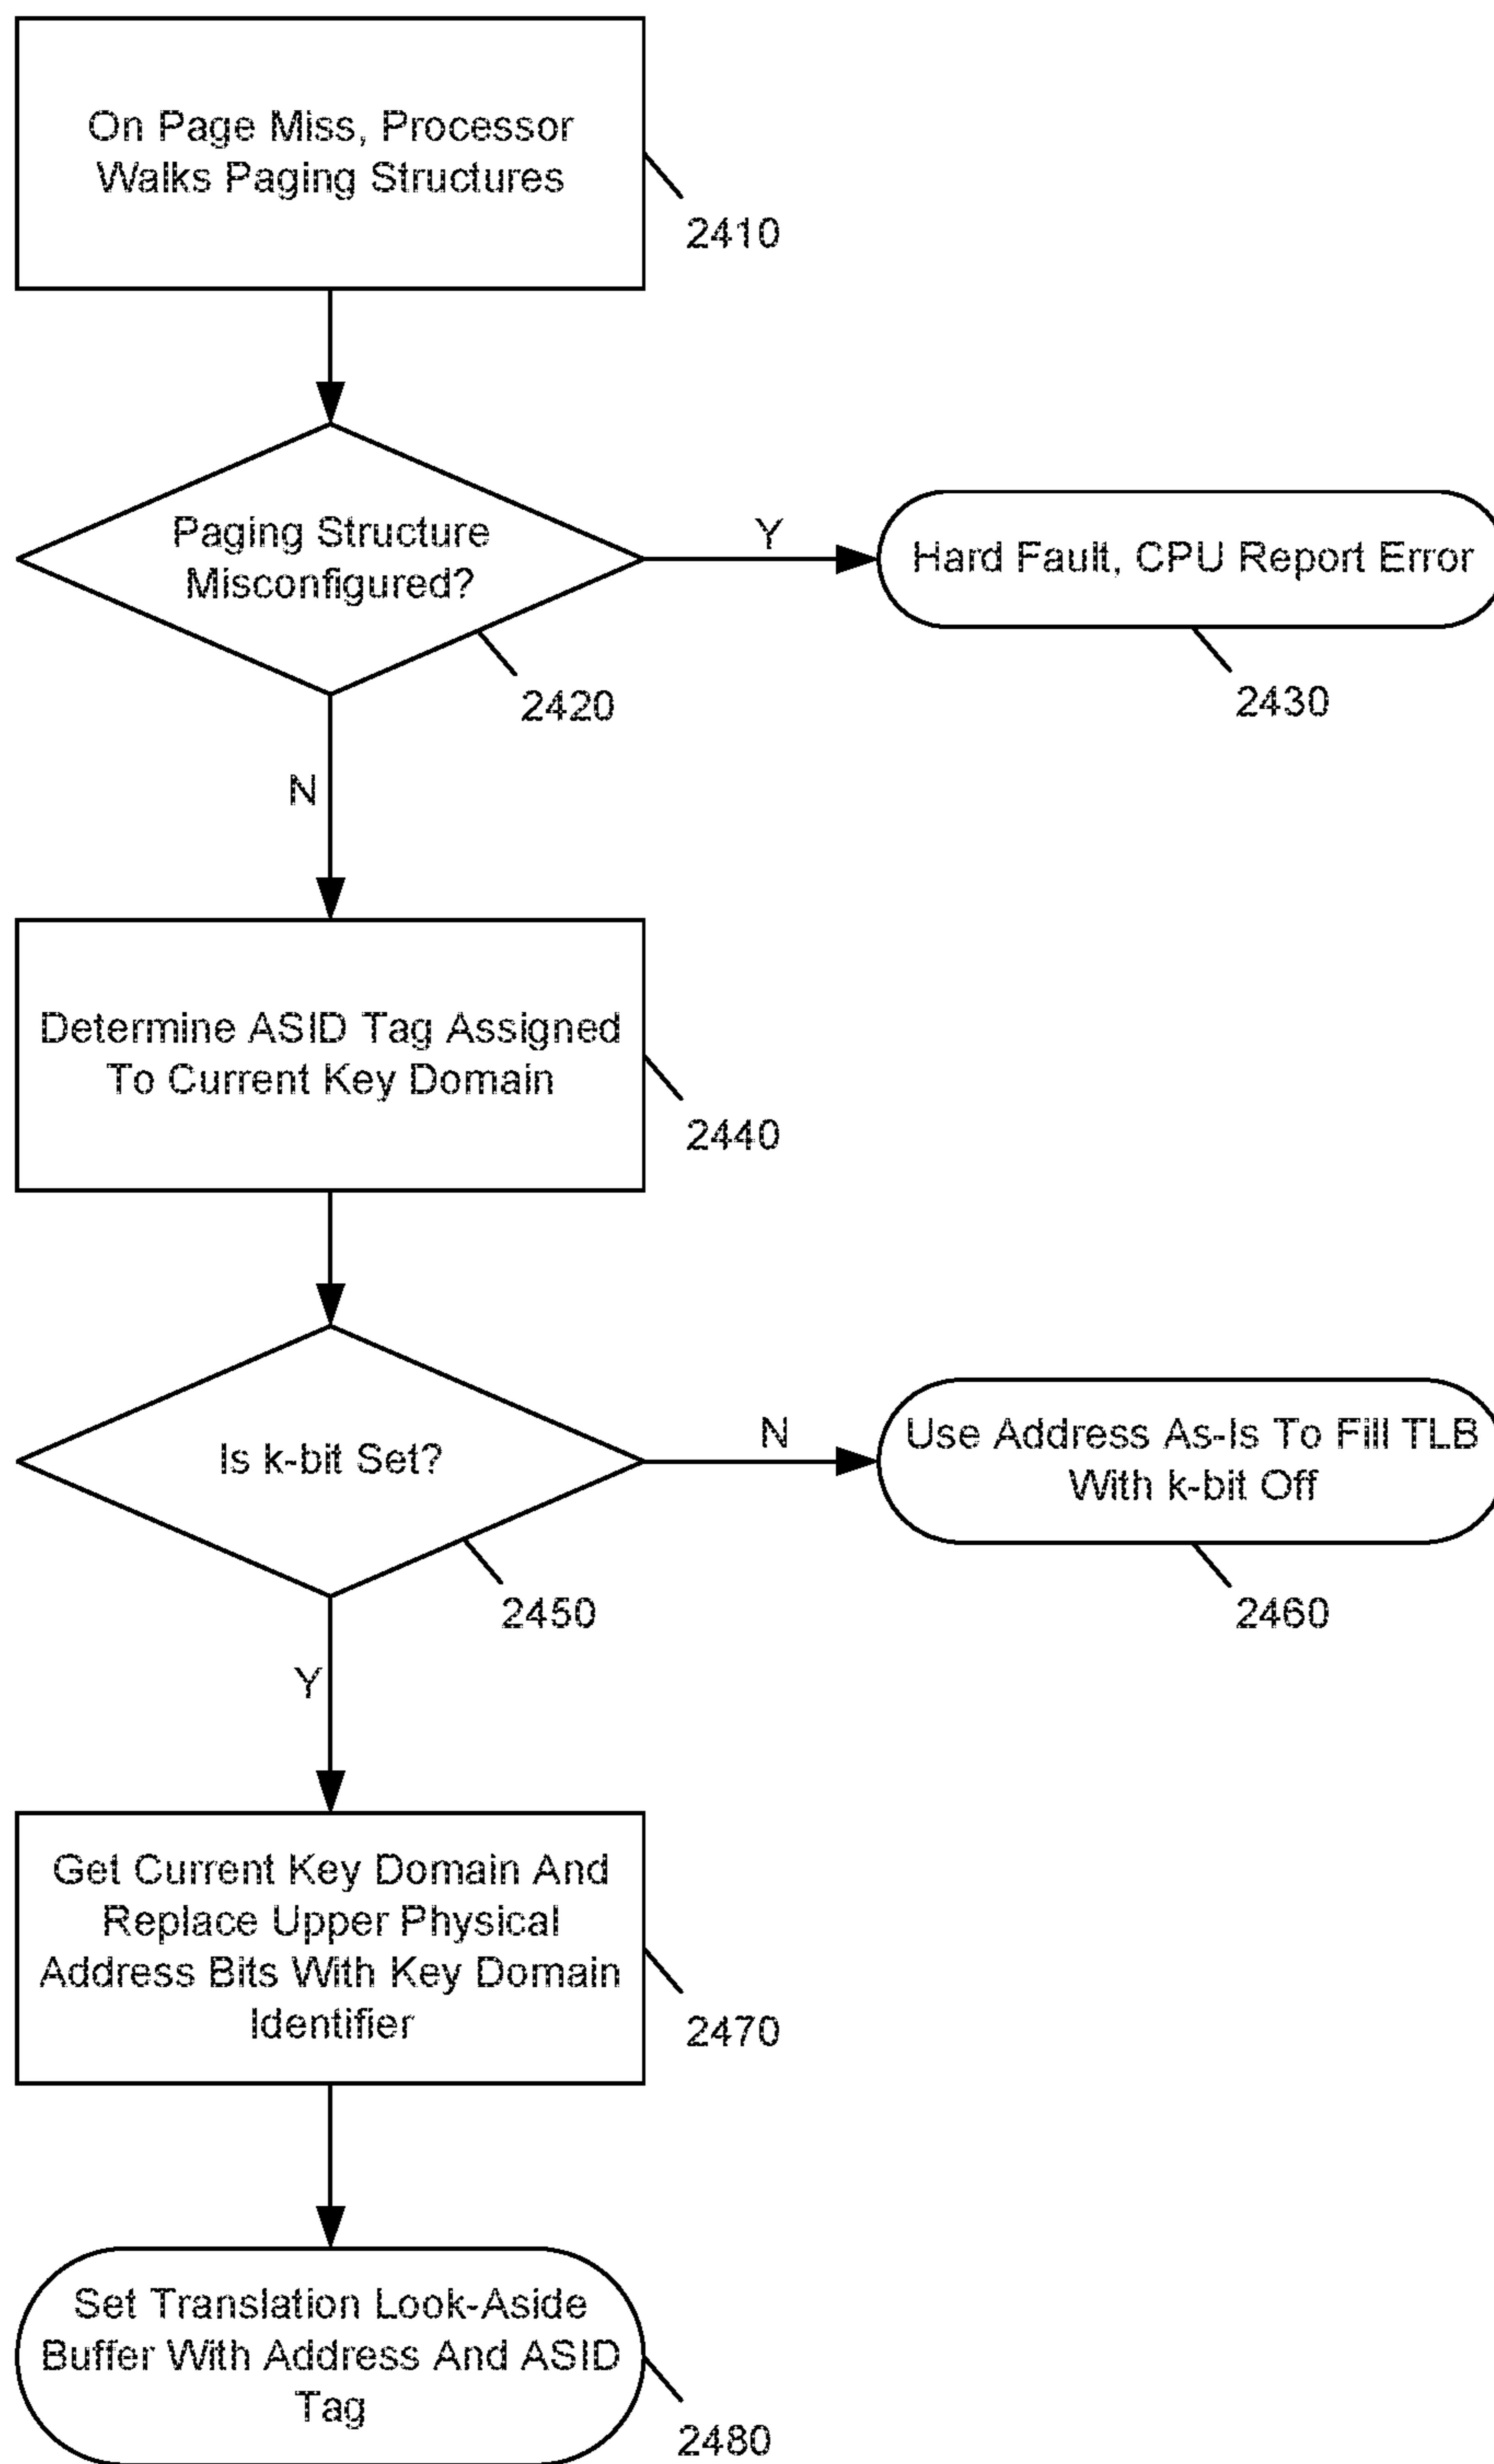 On Page Miss, Processor
Walks Paging Structures
2410
Paging Structure
Misconfigured?
2420
Y
Hard Fault, CPU Report Error
2430
N
Determine ASID Tag Assigned
To Current Key Domain
2440
Is k-bit Set?
2450
N
Use Address As-Is To Fill TLB
With k-bit Off
2460
Y
Get Current Key Domain And
Replace Upper Physical
Address Bits With Key Domain
Identifier
2470
Set Translation Look-Aside
Buffer With Address And ASID
Tag
2480